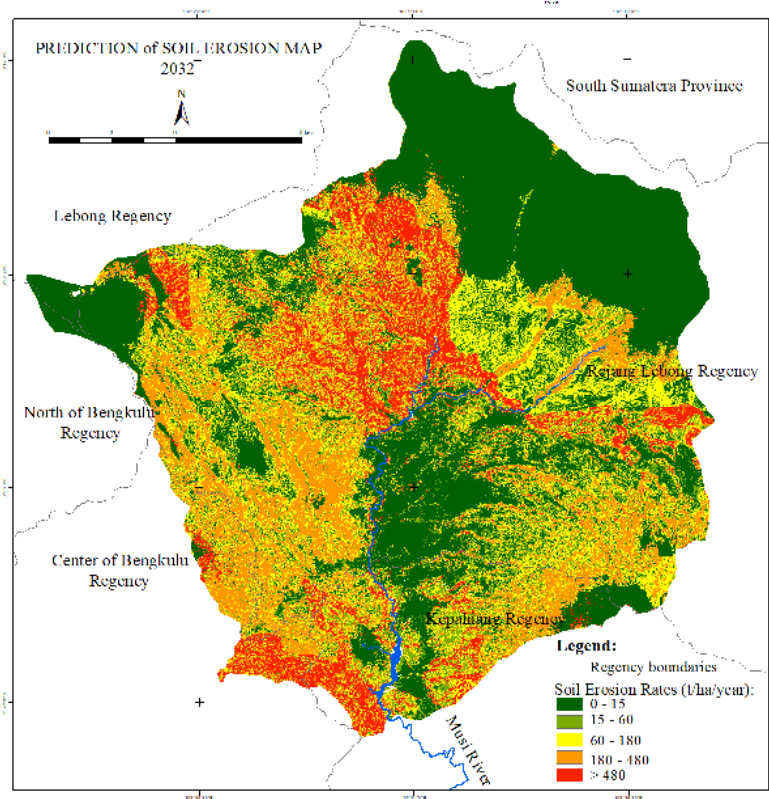 PREDICTION of SOIL EROSION MAP
2032
N
South Sumatera Province
Lebong Regency
Rejang Lebong Regency
North of Bengkulu
Regency
Center of Bengkulu
Regency
Kepahiang Regency
Legend:
Regency boundaries
Soil Erosion Rates (t/ha/year):
0 - 15
15 - 60
60 - 180
180 - 480
> 480
Musi River